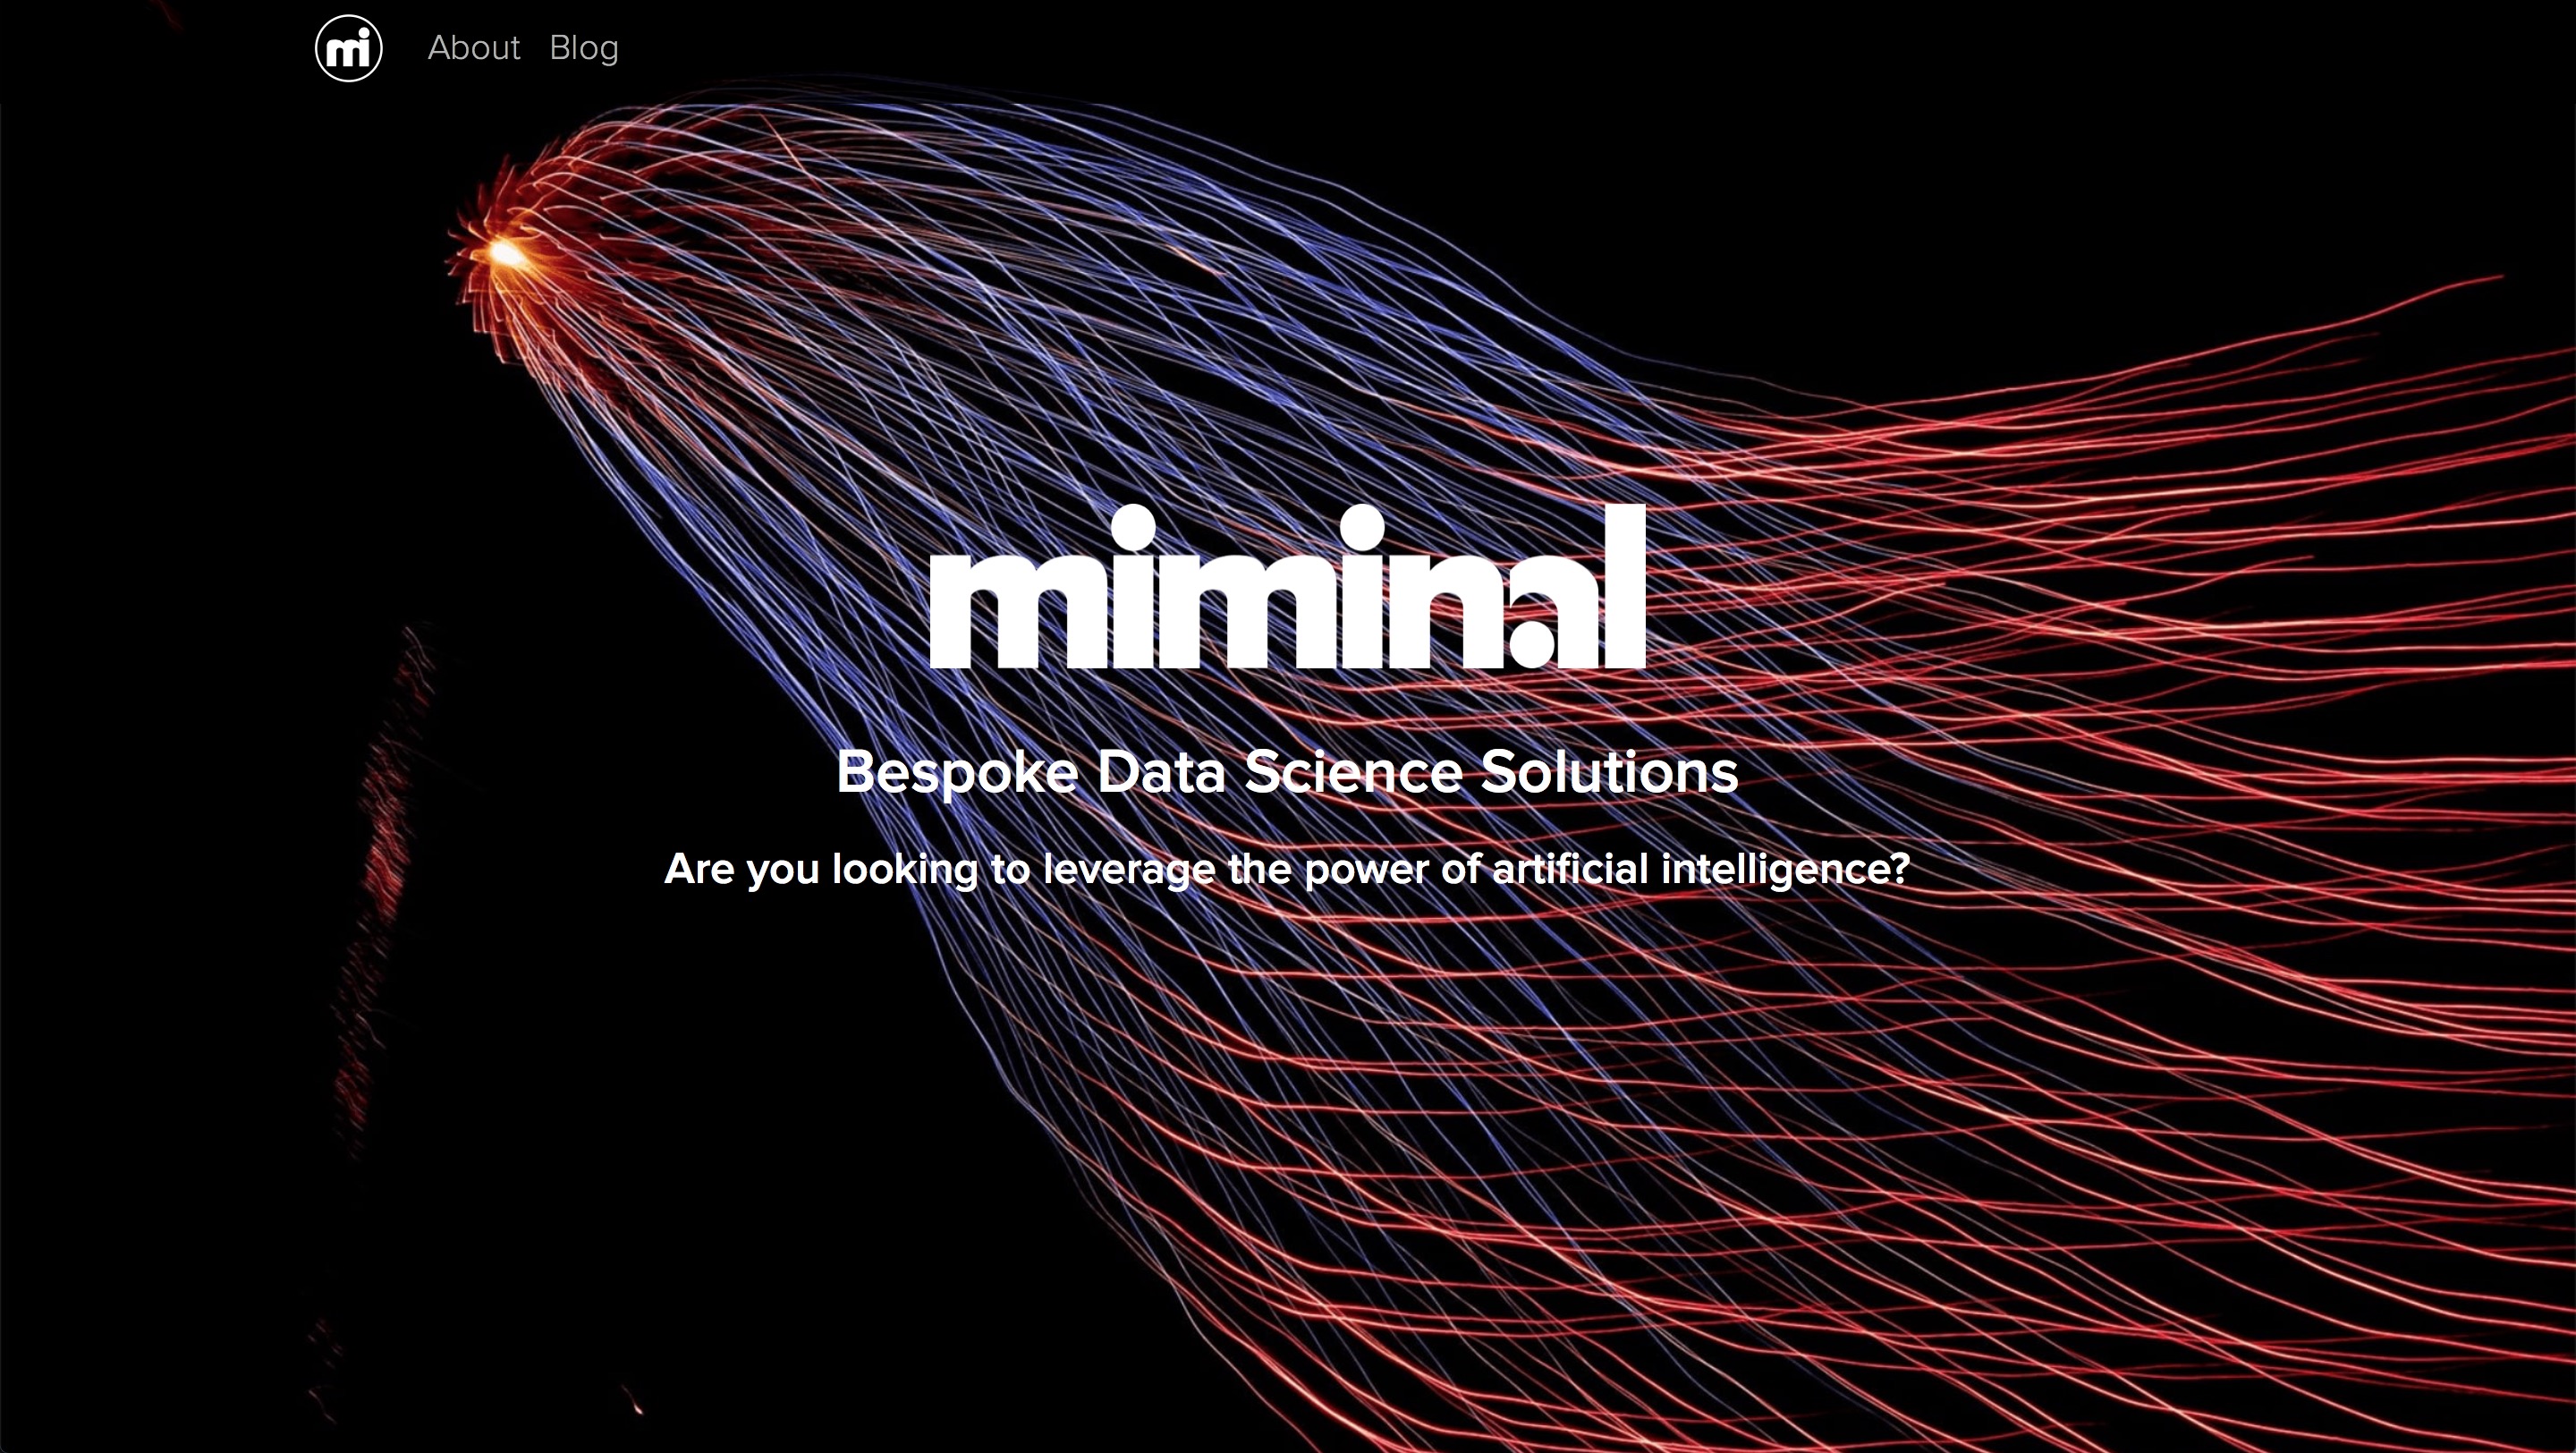 mi About Blog
miminal
Bespoke Data Science Solutions
Are you looking to leverage the power of artificial intelligence?